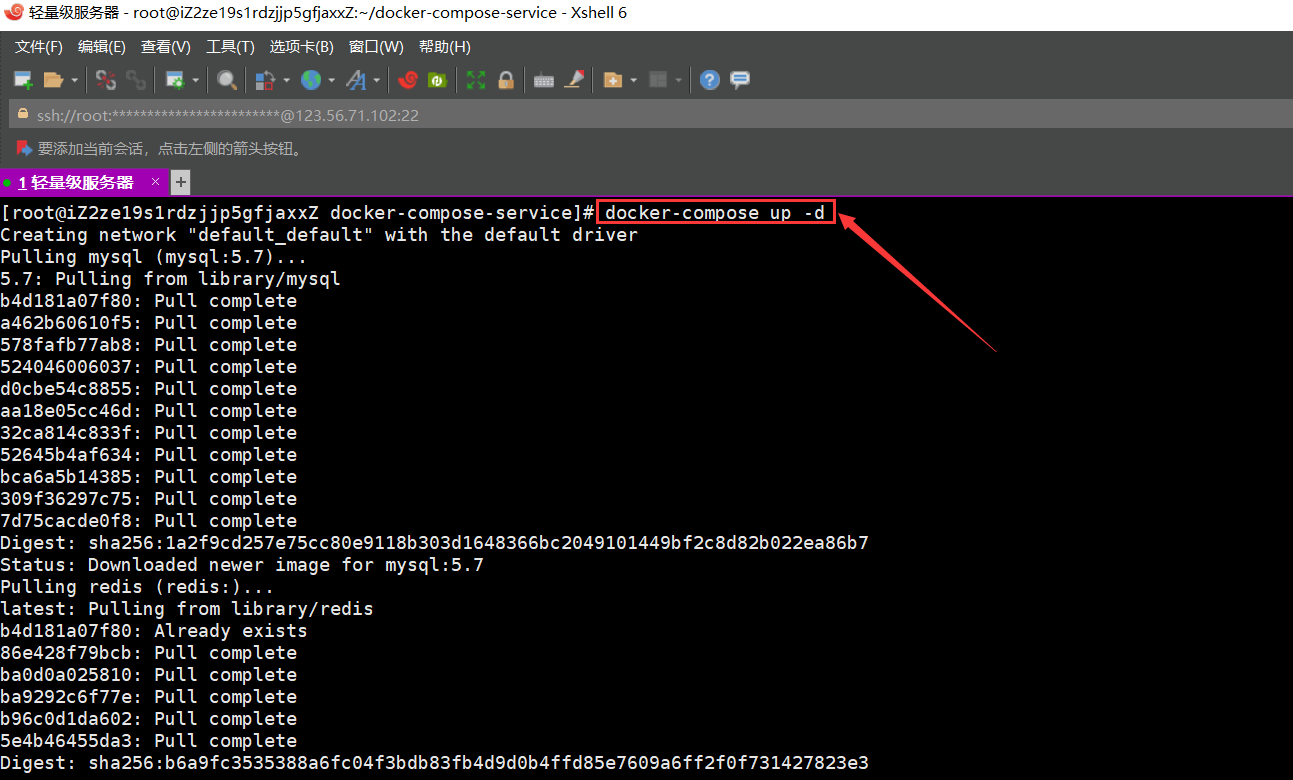 轻量级服务器 - root@iZ2ze19s1rdzjjp5gfjaxxZ:~/docker-compose-service - Xshell 6
文件(F) 编辑(E) 查看(V) 工具(T) 选项卡(B) 窗口(W) 帮助(H)
ssh://root:************************@123.56.71.102:22
要添加当前会话，点击左侧的箭头按钮。
1 轻量级服务器 × +
[root@iZ2ze19s1rdzjjp5gfjaxxZ docker-compose-service]# docker-compose up -d
Creating network "default_default" with the default driver
Pulling mysql (mysql:5.7)...
5.7: Pulling from library/mysql
b4d181a07f80: Pull complete
a462b60610f5: Pull complete
578fafb77ab8: Pull complete
524046006037: Pull complete
d0cbe54c8855: Pull complete
aa18e05cc46d: Pull complete
32ca814c833f: Pull complete
52645b4af634: Pull complete
bca6a5b14385: Pull complete
309f36297c75: Pull complete
7d75cacde0f8: Pull complete
Digest: sha256:1a2f9cd257e75cc80e9118b303d1648366bc2049101449bf2c8d82b022ea86b7
Status: Downloaded newer image for mysql:5.7
Pulling redis (redis:)...
latest: Pulling from library/redis
b4d181a07f80: Already exists
86e428f79bcb: Pull complete
ba0d0a025810: Pull complete
ba9292c6f77e: Pull complete
b96c0d1da602: Pull complete
5e4b46455da3: Pull complete
Digest: sha256:b6a9fc3535388a6fc04f3bdb83fb4d9d0b4ffd85e7609a6ff2f0f731427823e3